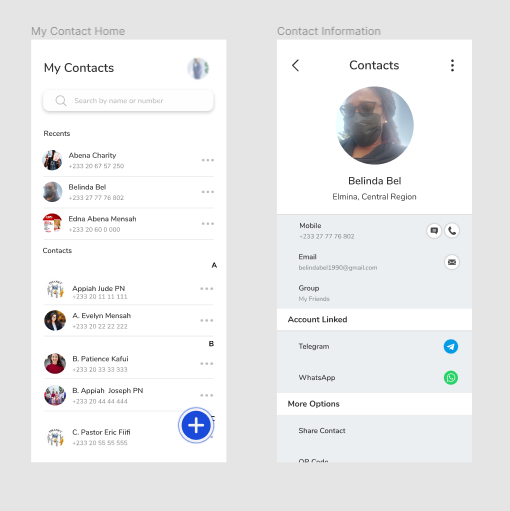 My Contact Home
My Contacts
Search by name or number
Recents
Abena Charity
+233 20 67 57 250
Belinda Bel
+233 27 77 76 802
Edna Abena Mensah
+233 20 60 0 000
Contacts
A
Appiah Jude PN
+233 20 11 11 111
A. Evelyn Mensah
+233 20 22 222 222
B
B. Patience Kafui
+233 20 33 333 333
B. Appiah Joseph PN
+233 20 44 444 444
C
C. Pastor Eric Fiifi
+233 20 55 555 555
Contact Information
Contacts
Belinda Bel
Elmina, Central Region
Mobile
+233 27 77 76 802
Email
belindabel1990@gmail.com
Group
My Friends
Account Linked
Telegram
WhatsApp
More Options
Share Contact
QR Code